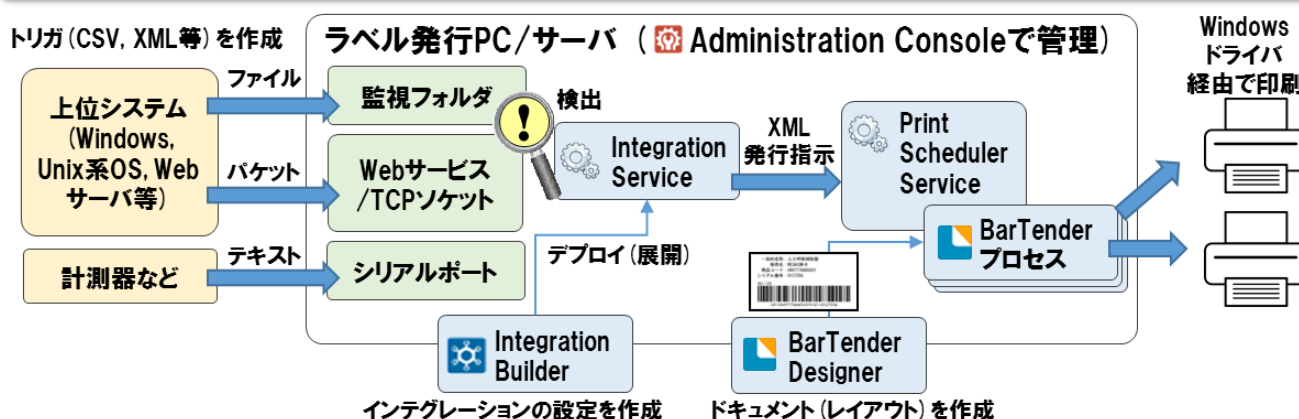 トリガ(CSV, XML等)を作成
ラベル発行PC/サーバ ( Administration Consoleで管理)
Windows
ドライバ
経由で印刷
ファイル
上位システム
(Windows,
Unix系OS, Web
サーバ等)
パケット
計測器など
テキスト
監視フォルダ
Webサービス
/TCPソケット
シリアルポート
!
検出
Integration
Service
デプロイ(展開)
XML
発行指示
Print
Scheduler
Service
BarTender
プロセス
Integration
Builder
インテグレーションの設定を作成
BarTender
Designer
ドキュメント(レイアウト)を作成